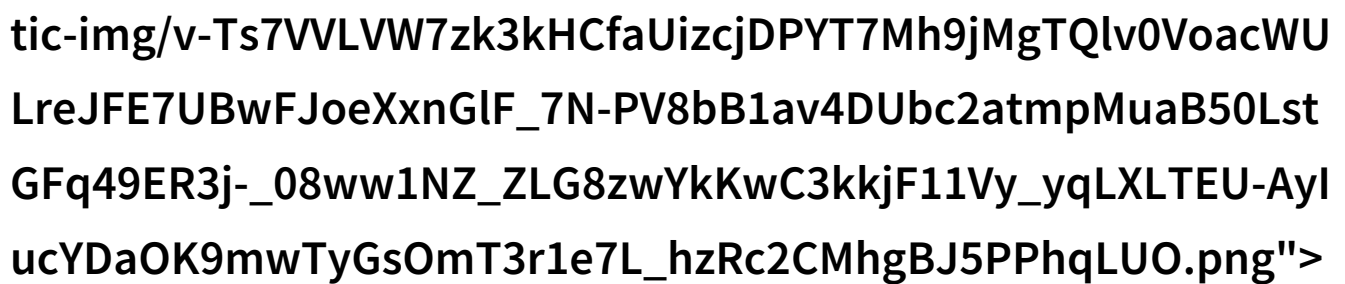 tic-img/v-Ts7VVLVW7zk3kHCfaUizcjDPYT7Mh9jMgTQlv0VoacWU
LreJFE7UBwFJoeXxnGlF_7N-PV8bB1av4DUbc2atmpMuaB50Lst
GFq49ER3j-_08ww1NZ_ZLG8zwYkKwC3kkjF11Vy_yqLXLTEU-AyI
ucYDaOK9mwTyGsOmT3r1e7L_hzRc2CMhgBJ5PPhqLUO.png">